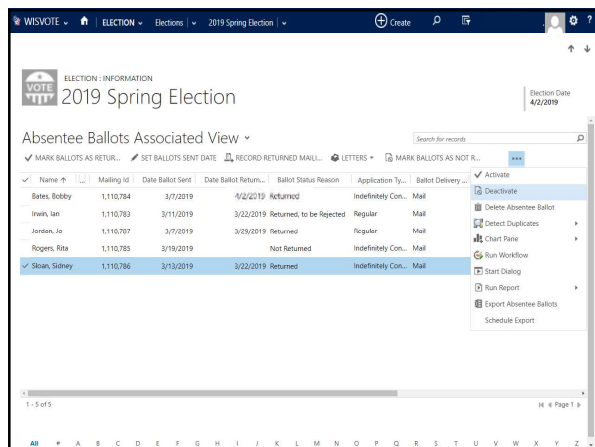 WISVOTE ELECTION Elections 2019 Spring Election Create ?
VOTE
ELECTION : INFORMATION
2019 Spring Election
Election Date
4/2/2019
Absentee Ballots Associated View
Search for records
MARK BALLOTS AS RETUR... SET BALLOTS SENT DATE RECORD RETURNED MAILI... LETTERS MARK BALLOTS AS NOT R... ...
Name ... Mailing Id Date Ballot Sent Date Ballot Return... Ballot Status Reason Application Ty... Ballot Delivery ...
Bates, Bobby 1,110,784 3/7/2019 4/2/2019 Returned Indefinitely Con... Mail
Irwin, Ian 1,110,783 3/11/2019 3/22/2019 Returned, to be Rejected Regular Mail
Jordan, Jo 1,110,787 3/7/2019 3/29/2019 Returned Regular Mail
Rogers, Rita 1,110,785 3/19/2019 Not Returned Indefinitely Con... Mail
Sloan, Sidney 1,110,786 3/13/2019 3/22/2019 Returned Indefinitely Con... Mail
Activate
Deactivate
Delete Absentee Ballot
Detect Duplicates
Chart Pane
Run Workflow
Start Dialog
Run Report
Export Absentee Ballots
Schedule Export
1 - 5 of 5 Page 1
All # A B C D E F G H I J K L M N O P Q R S T U V W X Y Z